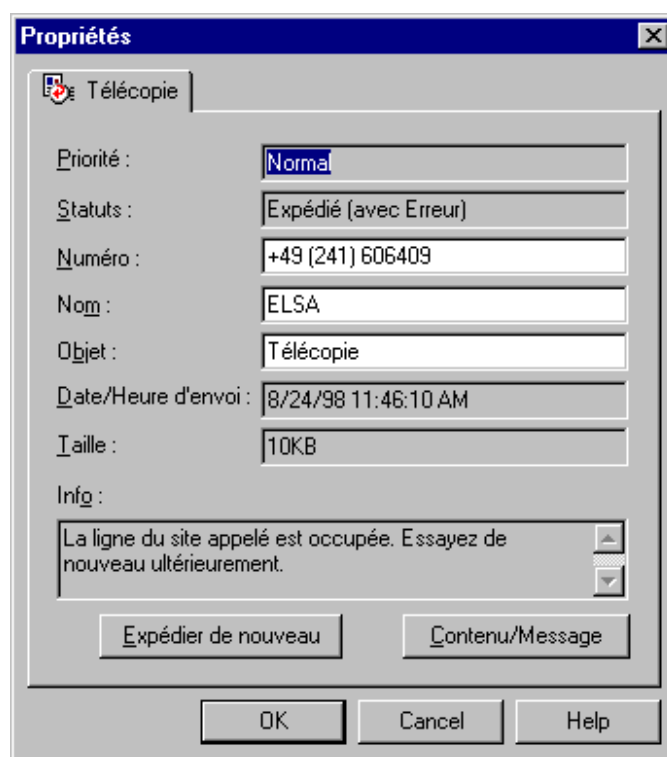 Propriétés
Télécopie
Priorité : Normal
Statuts : Expédié (avec Erreur)
Numéro : +49 (241) 606409
Nom : ELSA
Objet : Télécopie
Date/Heure d'envoi : 8/24/98 11:46:10 AM
Taille : 10KB
Info :
La ligne du site appelé est occupée. Essayez de
nouveau ultérieurement.
Expédier de nouveau Contenu/Message
OK Cancel Help